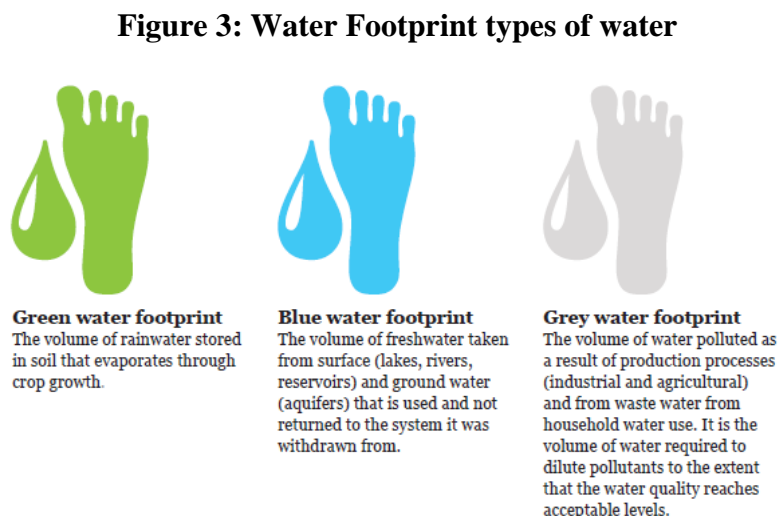 Figure 3: Water Footprint types of water
Green water footprint
The volume of rainwater stored
in soil that evaporates through
crop growth.
Blue water footprint
The volume of freshwater taken
from surface (lakes, rivers,
reservoirs) and ground water
(aquifers) that is used and not
returned to the system it was
withdrawn from.
Grey water footprint
The volume of water polluted as
a result of production processes
(industrial and agricultural)
and from waste water from
household water use. It is the
volume of water required to
dilute pollutants to the extent
that the water quality reaches
acceptable levels.